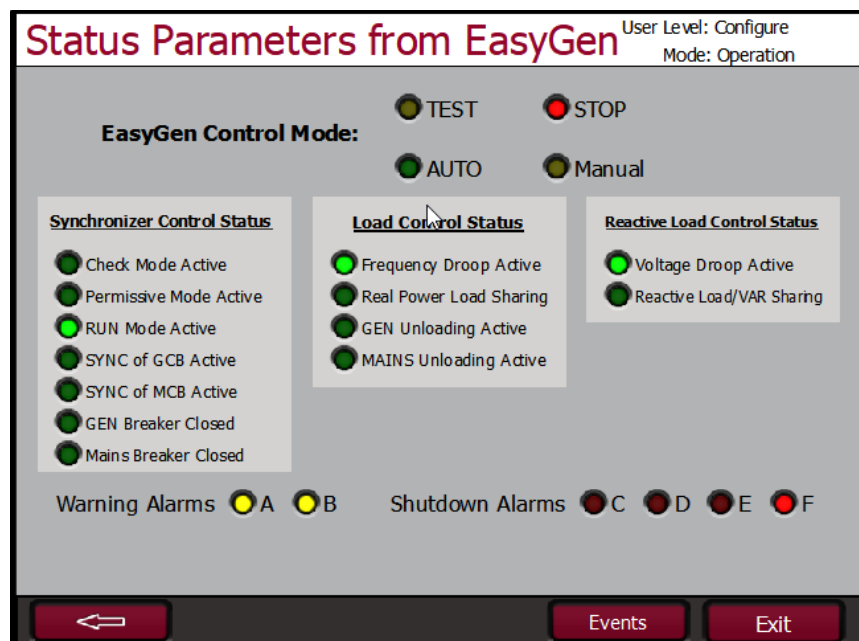 Status Parameters from EasyGen
User Level: Configure
Mode: Operation
EasyGen Control Mode:
TEST
STOP
AUTO
Manual
Synchronizer Control Status
Check Mode Active
Permissive Mode Active
RUN Mode Active
SYNC of GCB Active
SYNC of MCB Active
GEN Breaker Closed
Mains Breaker Closed
Load Control Status
Frequency Droop Active
Real Power Load Sharing
GEN Unloading Active
MAINS Unloading Active
Reactive Load Control Status
Voltage Droop Active
Reactive Load/VAR Sharing
Warning Alarms A B
Shutdown Alarms C D E F
Events
Exit